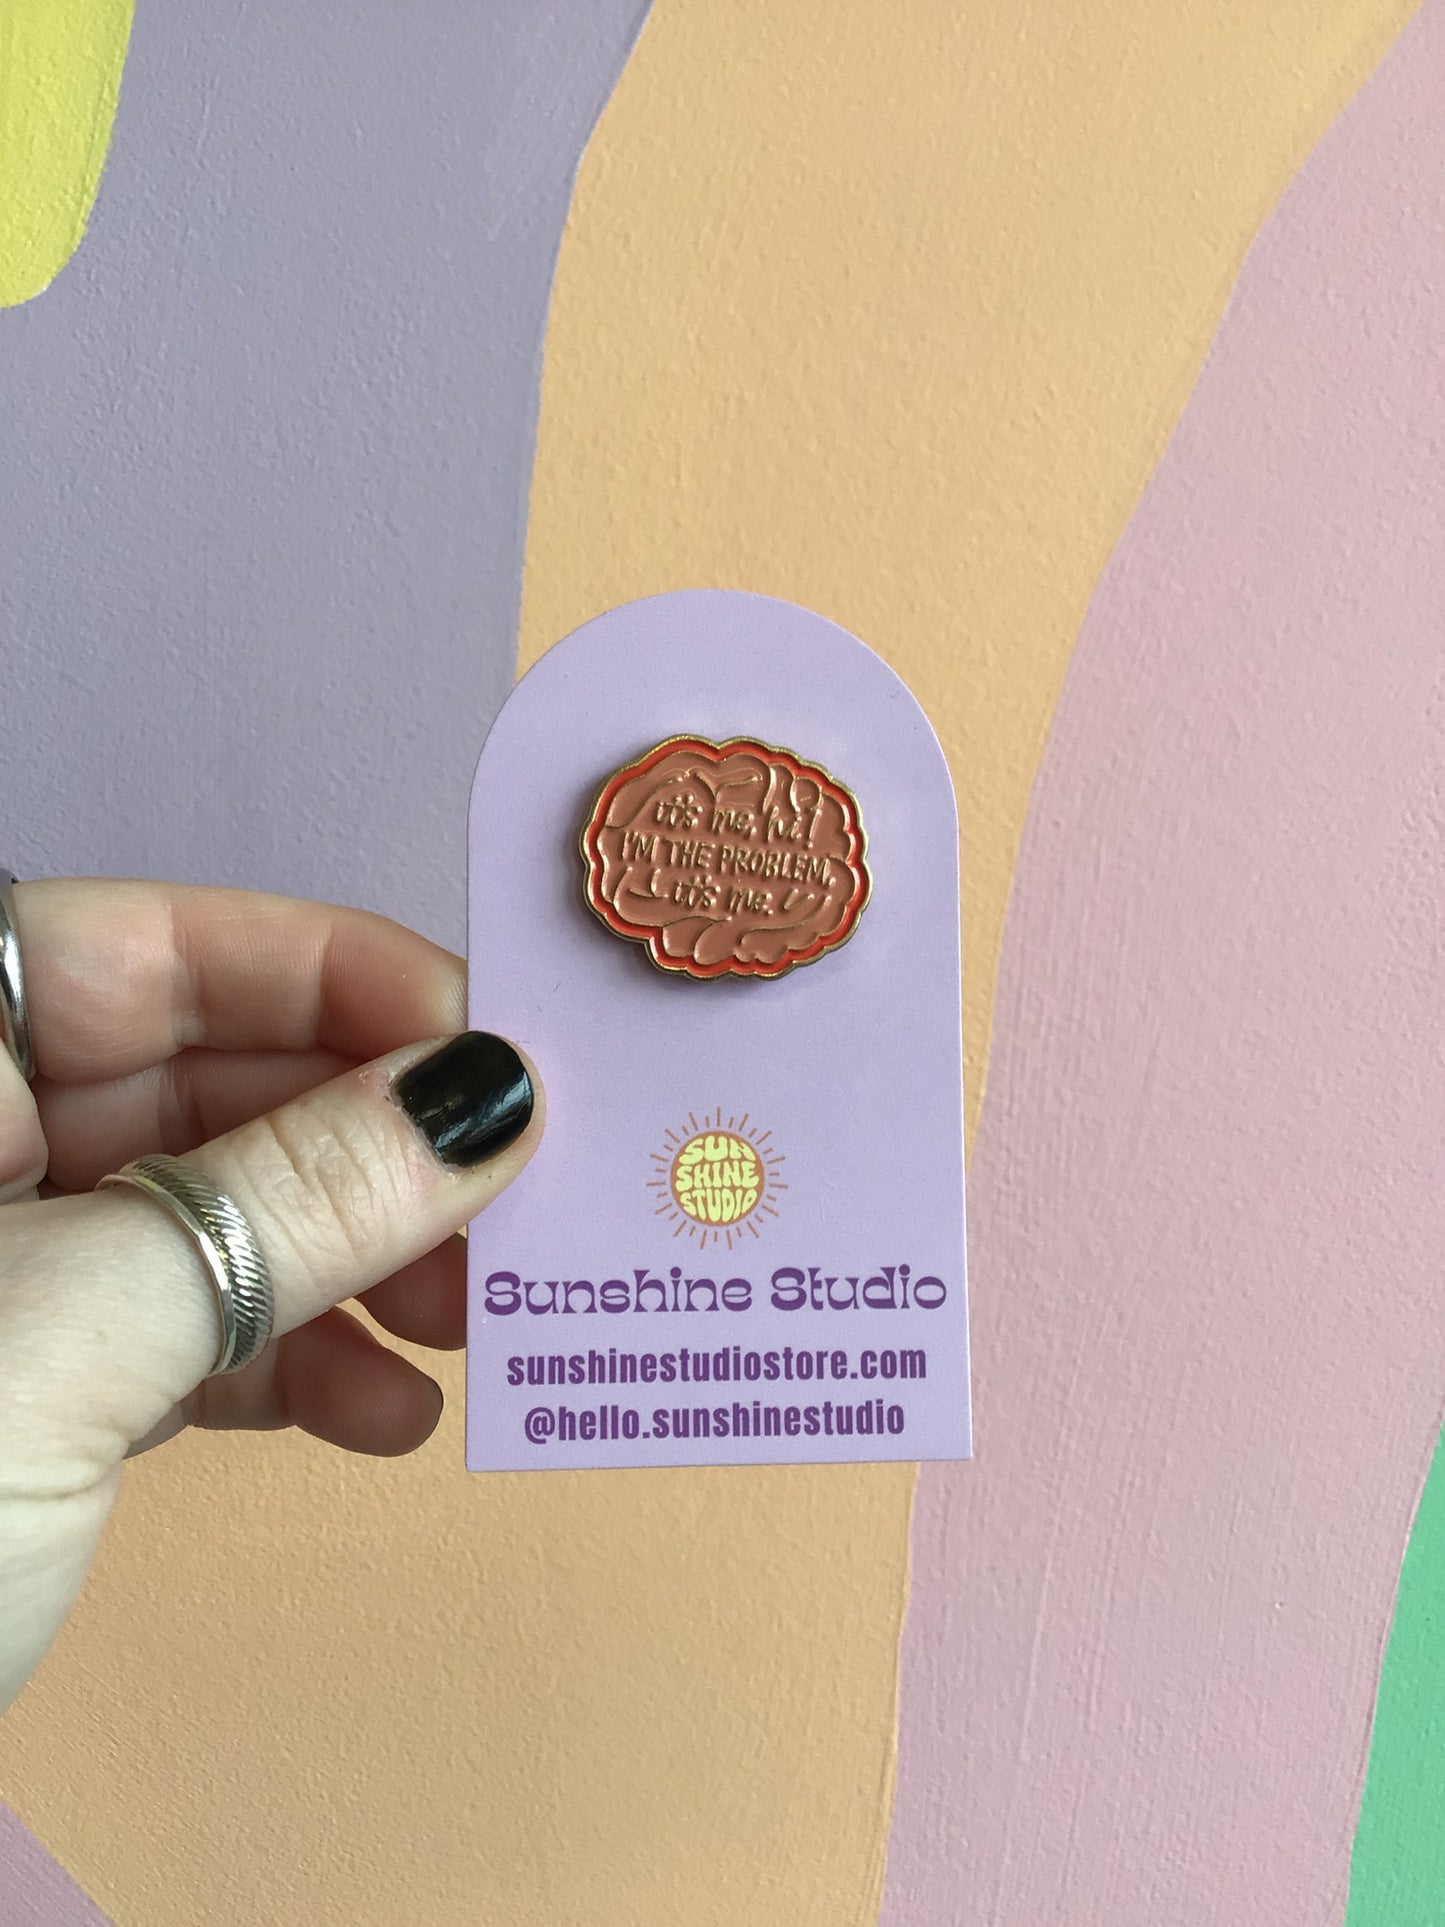 it's me, hi!
I'M THE PROBLEM,
it's me.
SUN
SHINE
STUDIO
Sunshine Studio
sunshinestudiostore.com
@hello.sunshinestudio